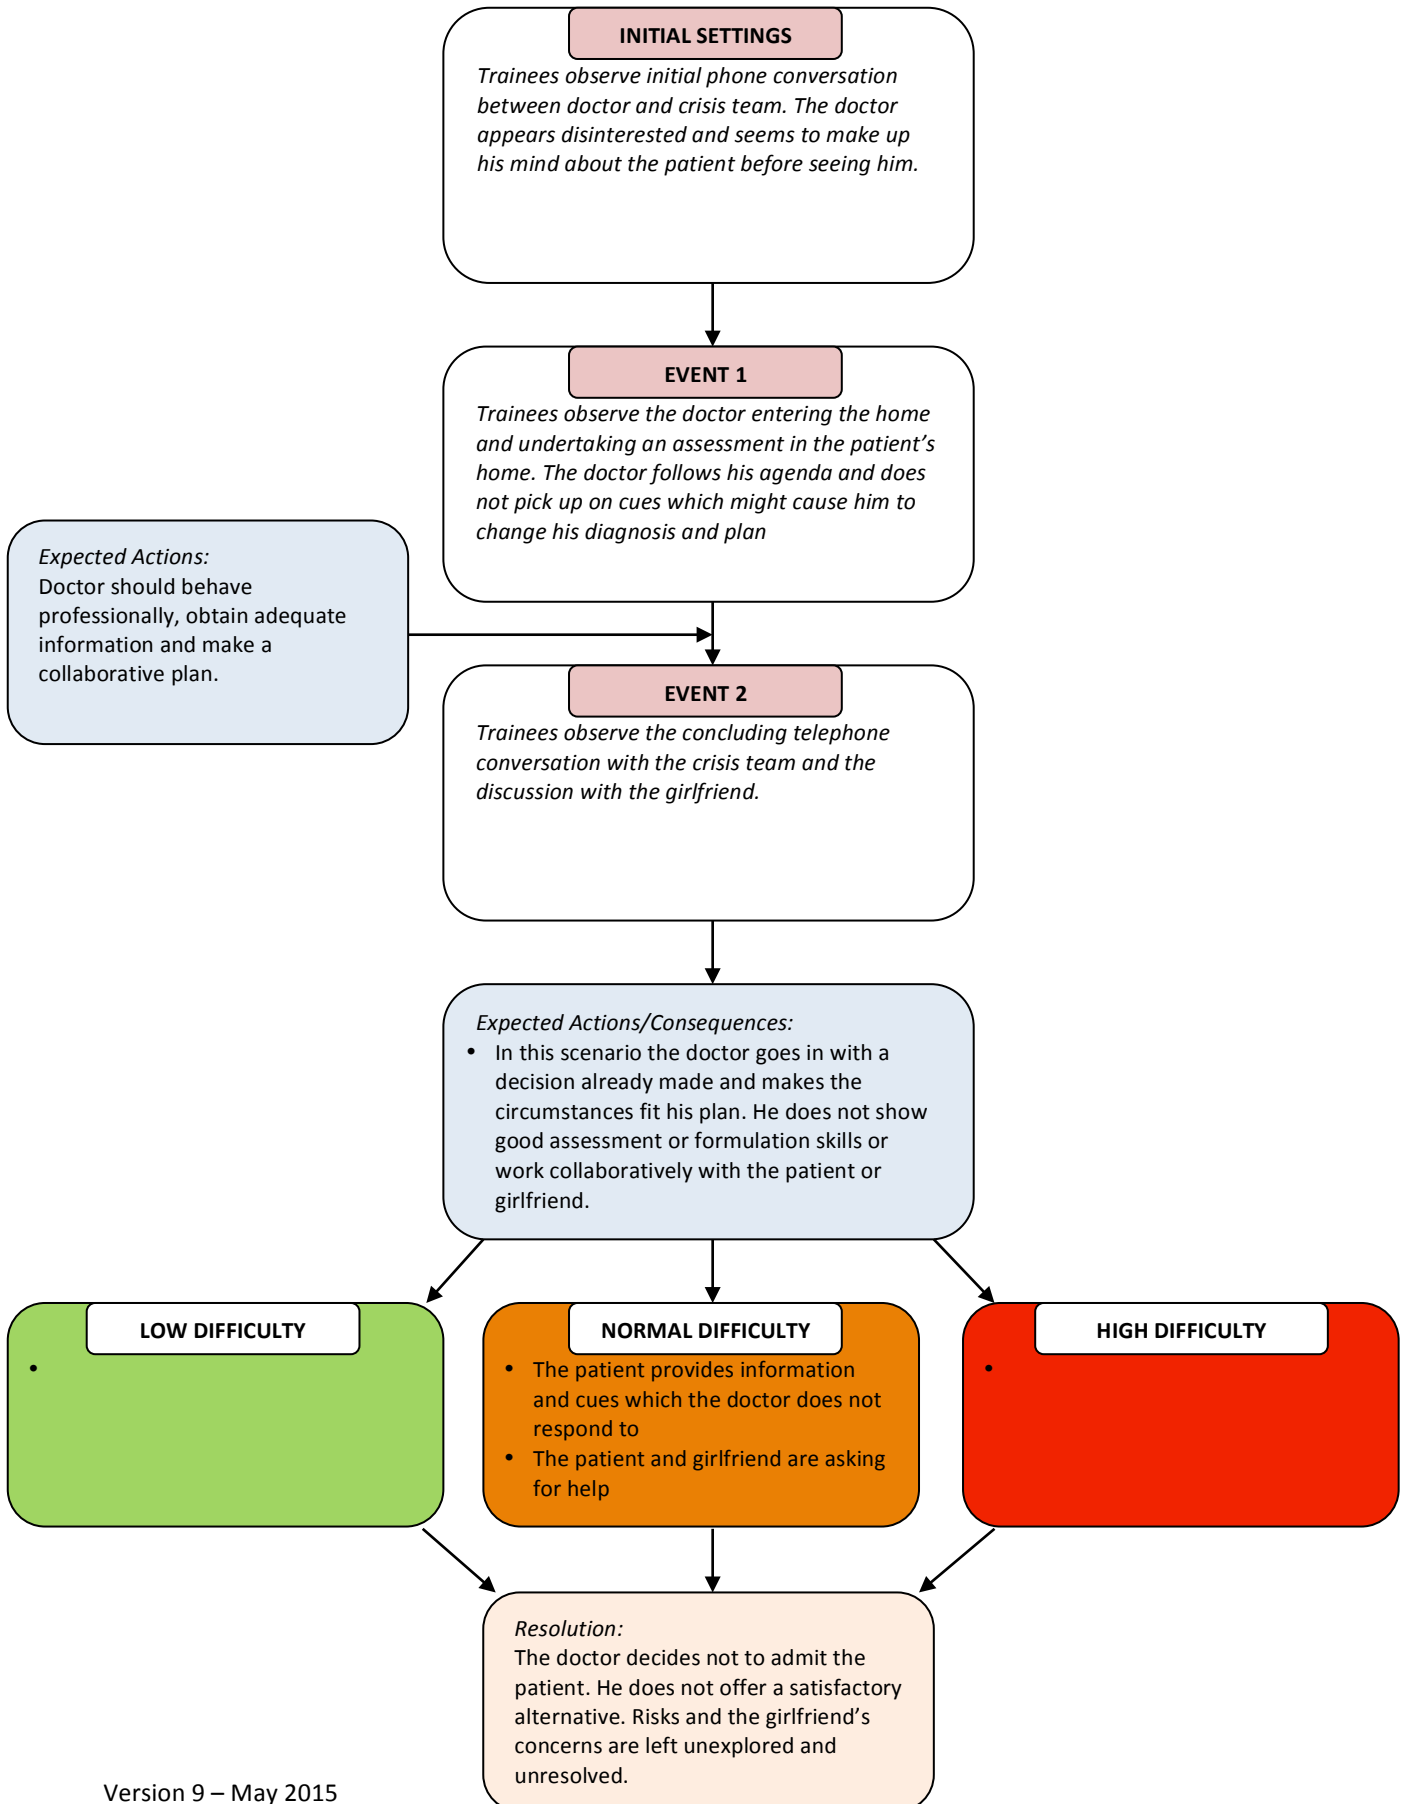 INITIAL SETTINGS
Trainees observe initial phone conversation
between doctor and crisis team. The doctor
appears disinterested and seems to make up
his mind about the patient before seeing him.
EVENT 1
Trainees observe the doctor entering the home
and undertaking an assessment in the patient’s
home. The doctor follows his agenda and does
not pick up on cues which might cause him to
change his diagnosis and plan
Expected Actions:
Doctor should behave
professionally, obtain adequate
information and make a
collaborative plan.
EVENT 2
Trainees observe the concluding telephone
conversation with the crisis team and the
discussion with the girlfriend.
Expected Actions/Consequences:
• In this scenario the doctor goes in with a
decision already made and makes the
circumstances fit his plan. He does not show
good assessment or formulation skills or
work collaboratively with the patient or
girlfriend.
LOW DIFFICULTY
•
NORMAL DIFFICULTY
• The patient provides information
and cues which the doctor does not
respond to
• The patient and girlfriend are asking
for help
HIGH DIFFICULTY
•
Resolution:
The doctor decides not to admit the
patient. He does not offer a satisfactory
alternative. Risks and the girlfriend’s
concerns are left unexplored and
unresolved.
Version 9 – May 2015